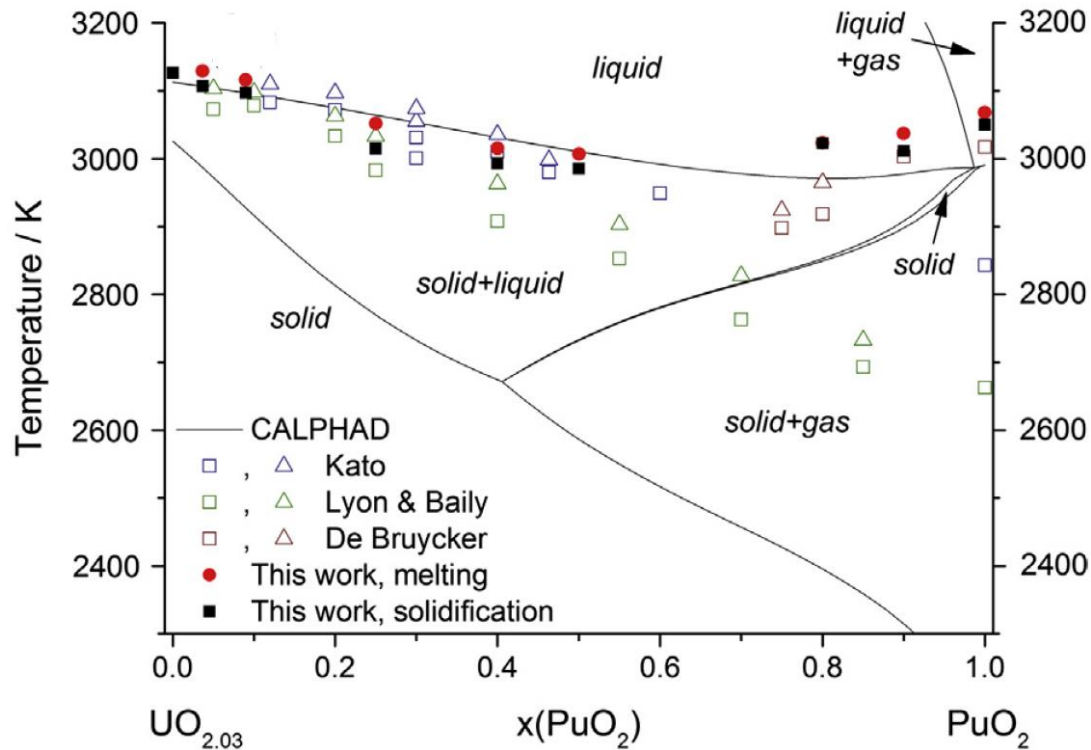 3200
3000
2800
2600
2400
Temperature / K
3200
3000
2800
2600
2400
liquid
liquid
+gas
solid
solid+liquid
solid
solid+gas
CALPHAD
, Kato
, Lyon & Baily
, De Bruycker
This work, melting
This work, solidification
0.0 0.2 0.4 0.6 0.8 1.0
UO2.03 x(PuO2) PuO2